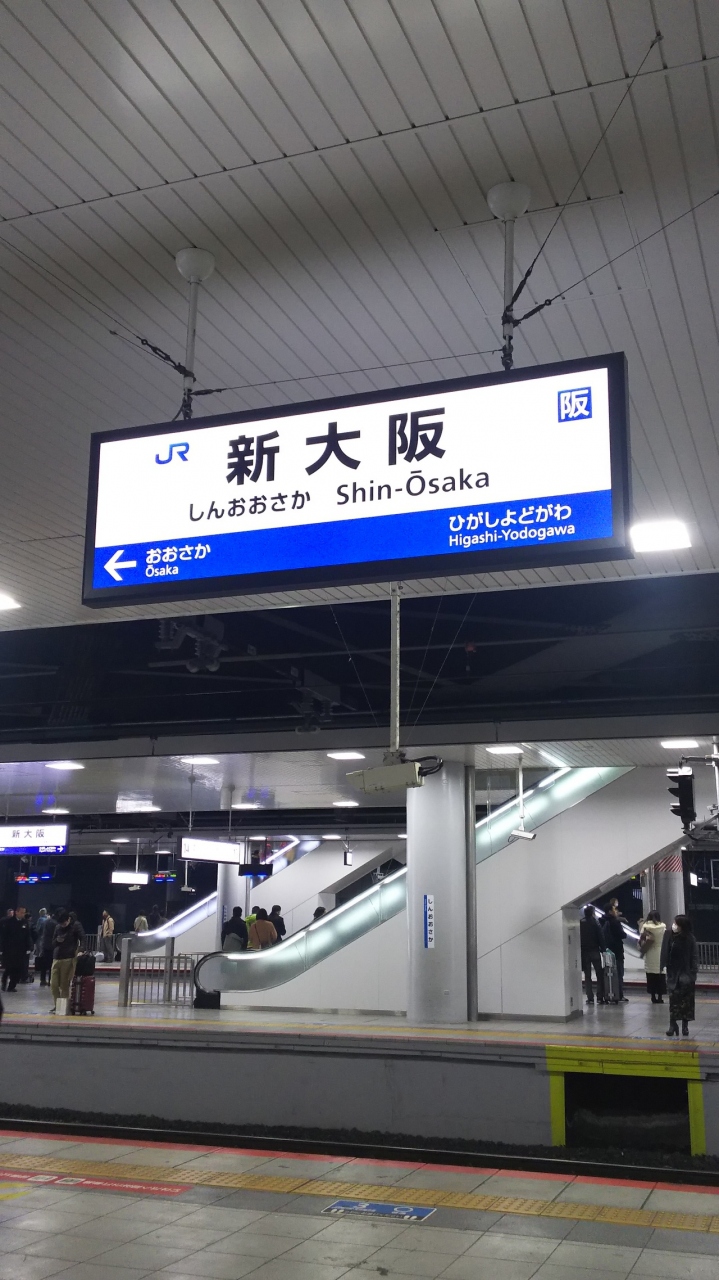 JR
新大阪
阪
しんおおさか Shin-Ōsaka
ひがしよどがわ
Higashi-Yodogawa
← おおさか
Ōsaka
新大阪
しんおおさか